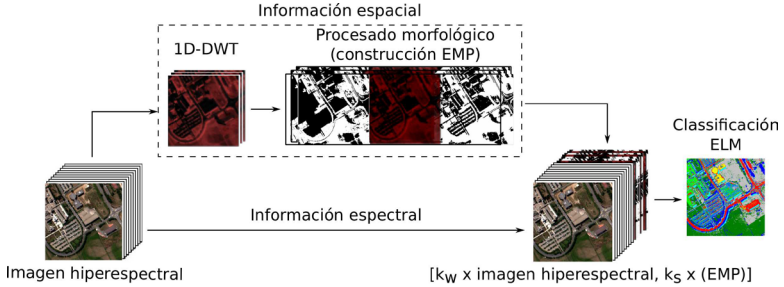 Información espacial
1D-DWT
Procesado morfológico
(construcción EMP)
Classificación
ELM
Información espectral
Imagen hiperespectral
[kw x imagen hiperespectral, ks x (EMP)]